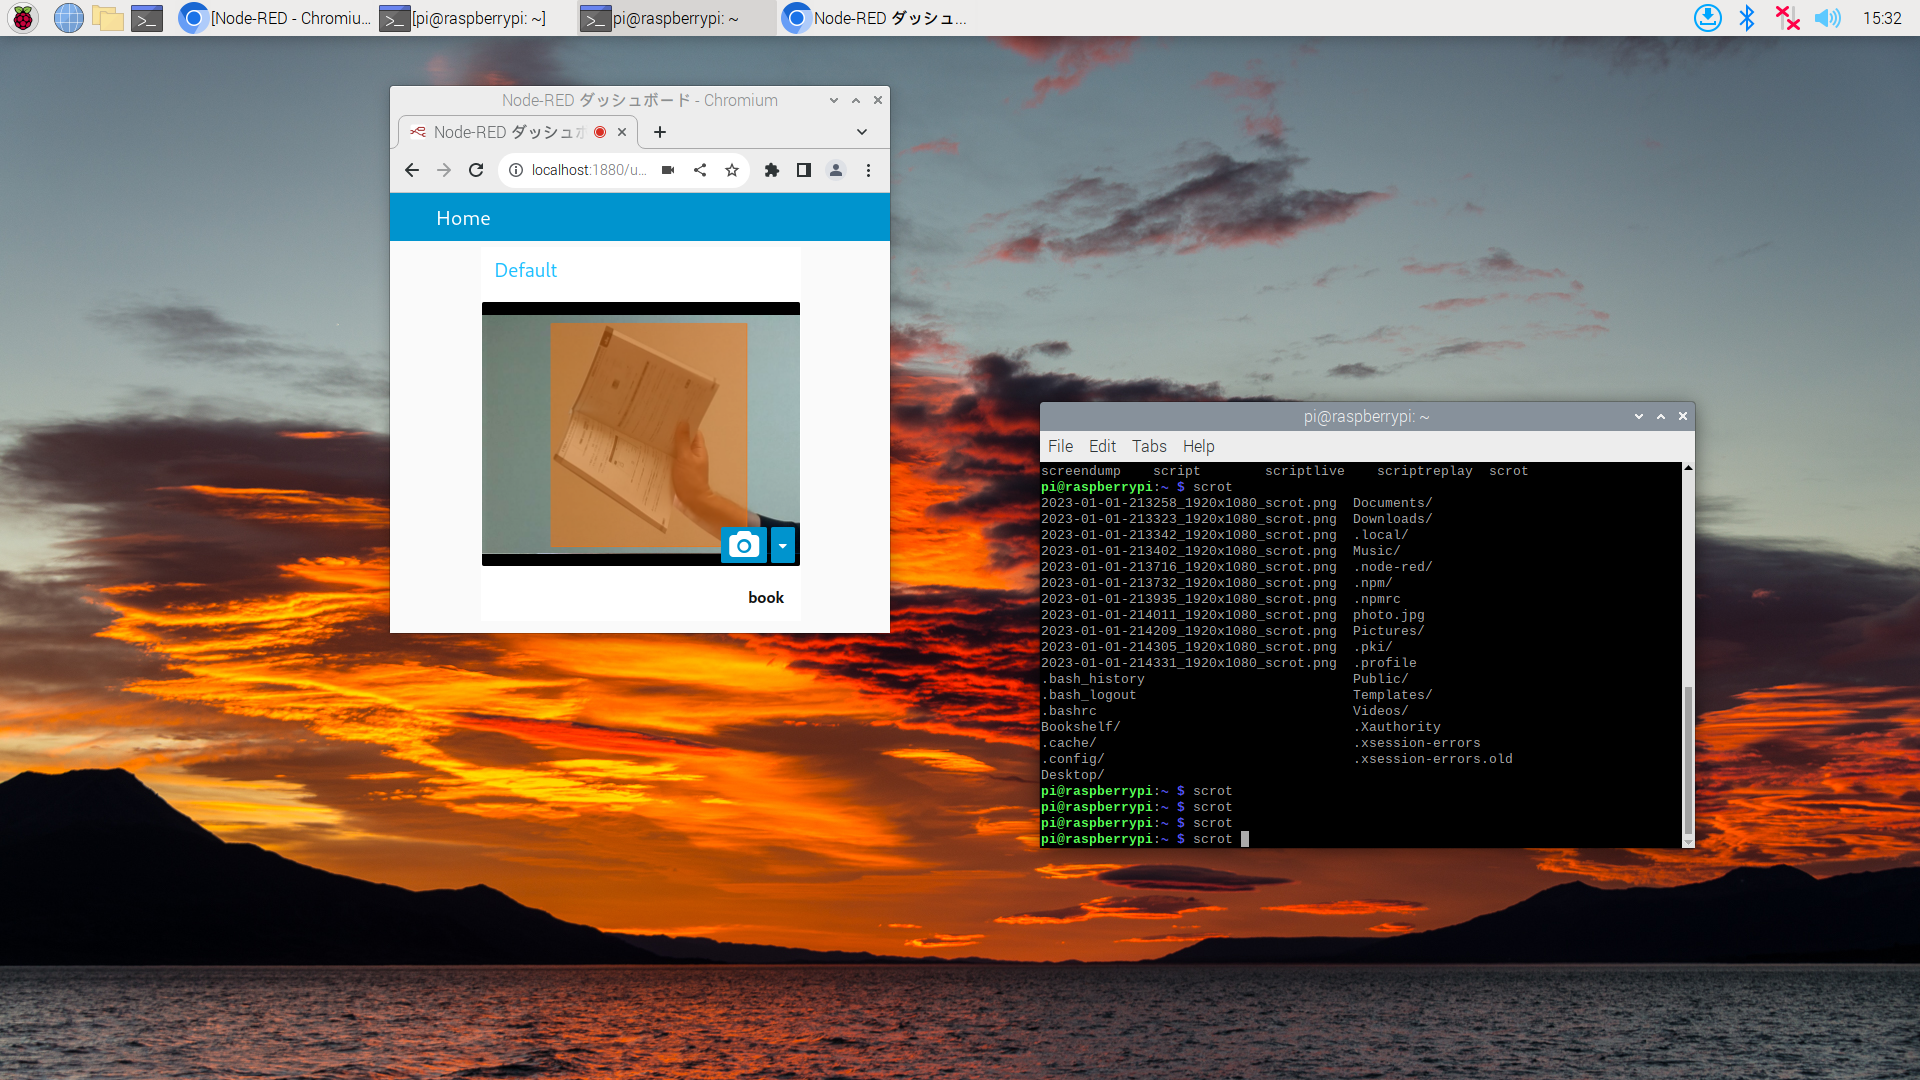 [Node-RED - Chromiu...
[pi@raspberrypi: ~]
pi@raspberrypi: ~
Node-RED ダッシュ...
15:32
Node-RED ダッシュボード - Chromium
Node-RED ダッシュボ
localhost:1880/u...
Home
Default
book
pi@raspberrypi: ~
File Edit Tabs Help
screendump script scriptlive scriptreplay scrot
pi@raspberrypi:~ $ scrot
2023-01-01-213258_1920x1080_scrot.png Documents/
2023-01-01-213323_1920x1080_scrot.png Downloads/
2023-01-01-213342_1920x1080_scrot.png .local/
2023-01-01-213402_1920x1080_scrot.png Music/
2023-01-01-213716_1920x1080_scrot.png .node-red/
2023-01-01-213732_1920x1080_scrot.png .npm/
2023-01-01-213935_1920x1080_scrot.png .npmrc
2023-01-01-214011_1920x1080_scrot.png photo.jpg
2023-01-01-214209_1920x1080_scrot.png Pictures/
2023-01-01-214305_1920x1080_scrot.png .pki/
2023-01-01-214331_1920x1080_scrot.png .profile
.bash_history Public/
.bash_logout Templates/
.bashrc Videos/
Bookshelf/ .Xauthority
.cache/ .xsession-errors
.config/ .xsession-errors.old
Desktop/
pi@raspberrypi:~ $ scrot
pi@raspberrypi:~ $ scrot
pi@raspberrypi:~ $ scrot
pi@raspberrypi:~ $ scrot